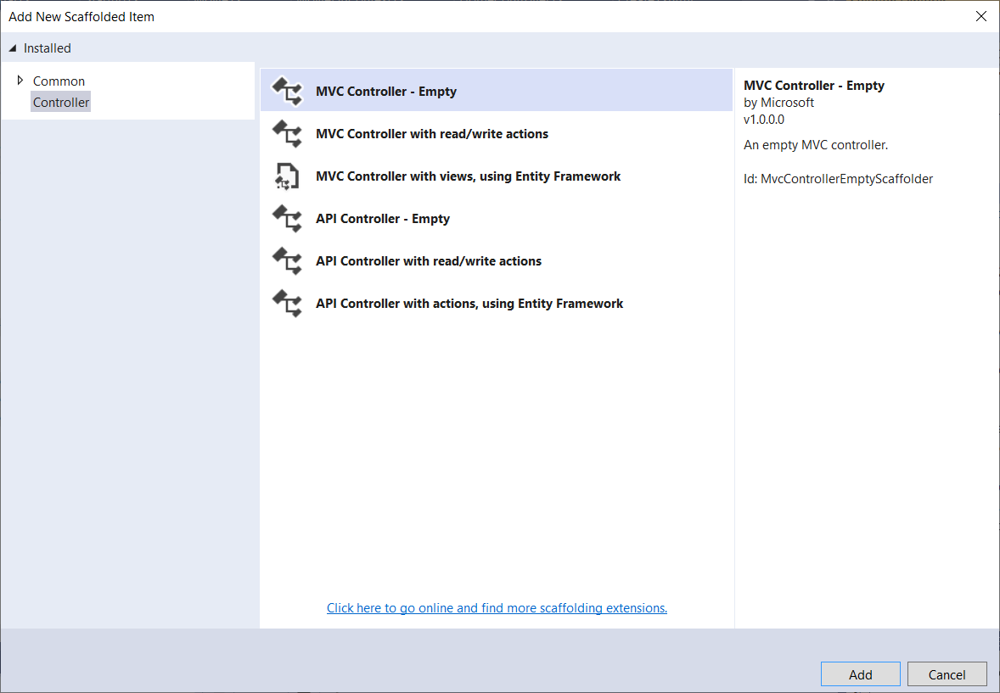 Add New Scaffolded Item
Installed
Common
Controller
MVC Controller - Empty
MVC Controller with read/write actions
MVC Controller with views, using Entity Framework
API Controller - Empty
API Controller with read/write actions
API Controller with actions, using Entity Framework
Click here to go online and find more scaffolding extensions.
MVC Controller - Empty
by Microsoft
v1.0.0.0
An empty MVC controller.
Id: MvcControllerEmptyScaffolder
Add
Cancel